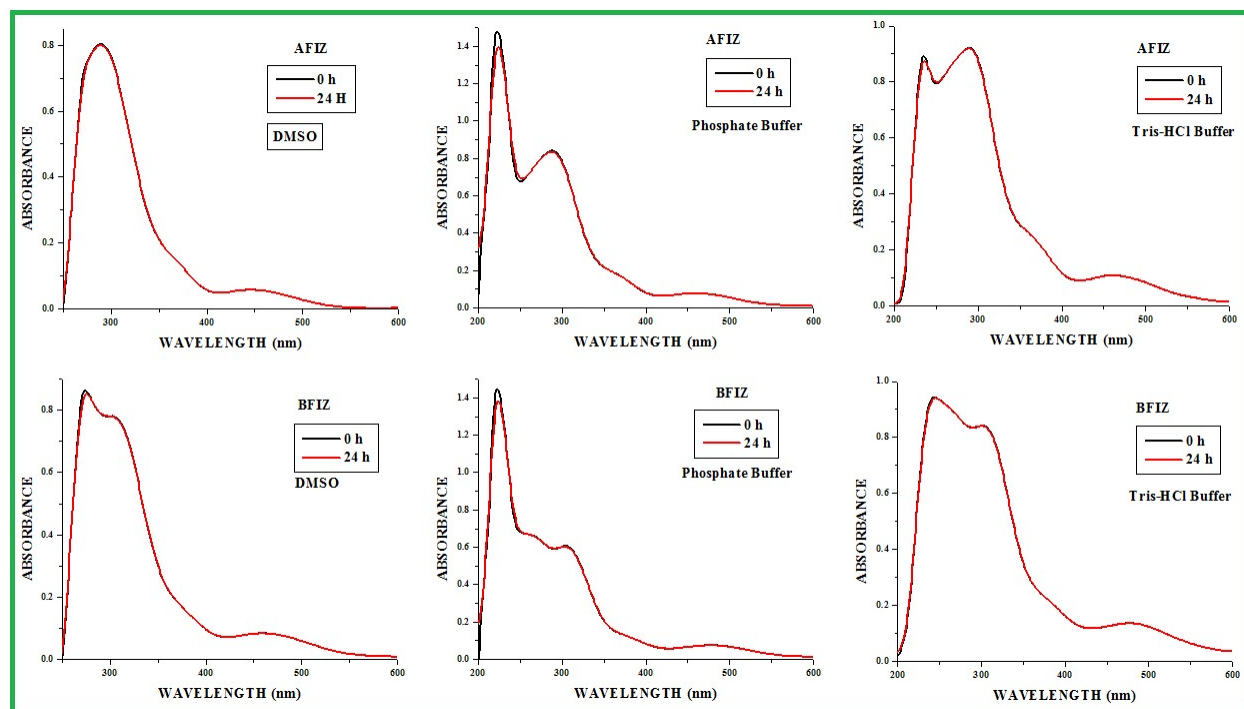 AFIZ
0 h
24 H
DMSO
ABSORBANCE
0.8
0.6
0.4
0.2
0.0
300
400
500
600
WAVELENGTH (nm)
AFIZ
0 h
24 h
Phosphate Buffer
ABSORBANCE
1.4
1.2
1.0
0.8
0.6
0.4
0.2
0.0
200
300
400
500
600
WAVELENGTH (nm)
AFIZ
0 h
24 h
Tris-HCl Buffer
ABSORBANCE
1.0
0.8
0.6
0.4
0.2
0.0
200
300
400
500
600
WAVELENGTH (nm)
BFIZ
0 h
24 h
DMSO
ABSORBANCE
0.8
0.6
0.4
0.2
0.0
300
400
500
600
WAVELENGTH (nm)
BFIZ
0 h
24 h
Phosphate Buffer
ABSORBANCE
1.4
1.2
1.0
0.8
0.6
0.4
0.2
0.0
200
300
400
500
600
WAVELENGTH (nm)
BFIZ
0 h
24 h
Tris-HCl Buffer
ABSORBANCE
1.0
0.8
0.6
0.4
0.2
0.0
200
300
400
500
600
WAVELENGTH (nm)